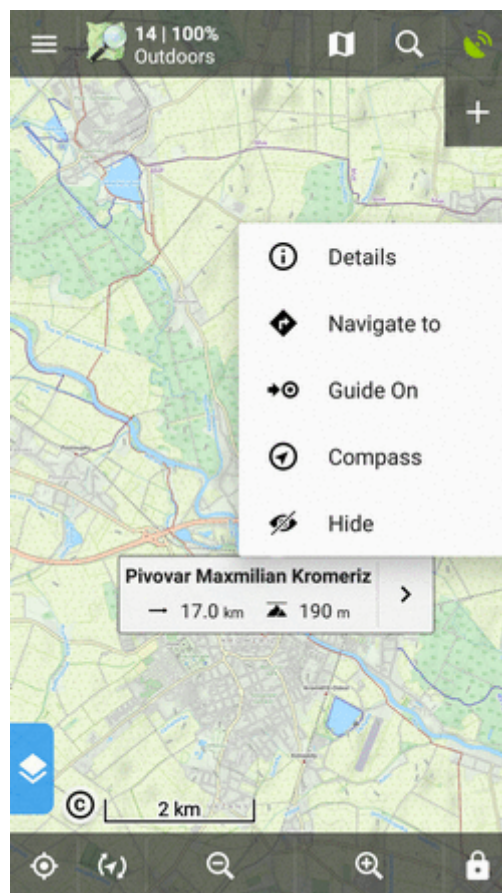 14 | 100%
Outdoors
Details
Navigate to
Guide On
Compass
Hide
Pivovar Maxmilian Kromeriz
17.0 km 190 m
© 2 km